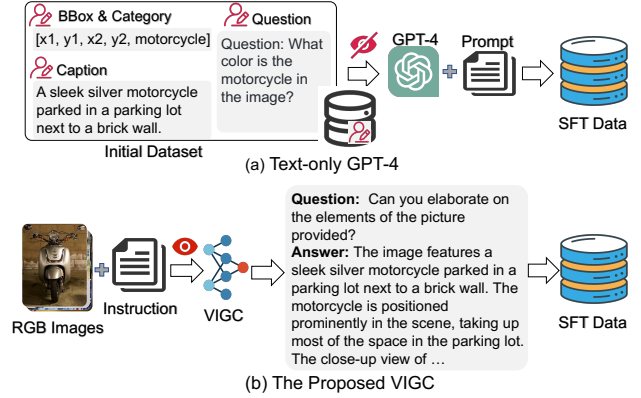 BBox & Category
[x1, y1, x2, y2, motorcycle]
Caption
A sleek silver motorcycle
parked in a parking lot
next to a brick wall.
Question
Question: What
color is the
motorcycle in
the image?
Initial Dataset
GPT-4
Prompt
SFT Data
(a) Text-only GPT-4
RGB Images
Instruction
VIGC
Question: Can you elaborate on
the elements of the picture
provided?
Answer: The image features a
sleek silver motorcycle parked in a
parking lot next to a brick wall. The
motorcycle is positioned
prominently in the scene, taking up
most of the space in the parking lot.
The close-up view of …
SFT Data
(b) The Proposed VIGC